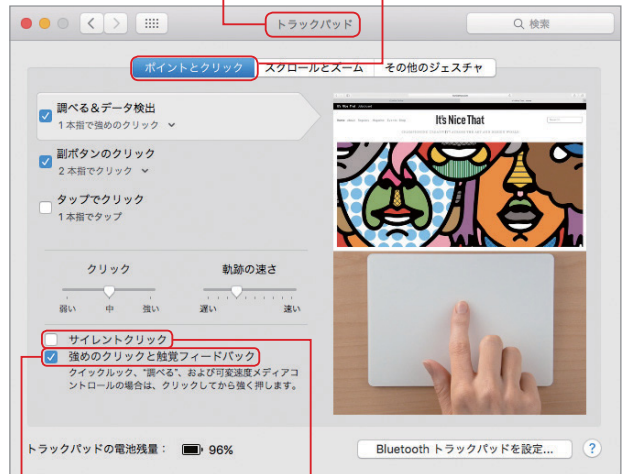 トラックパッド
検索
ポイントとクリック スクロールとズーム その他のジェスチャ
調べる&データ検出
1本指で強めのクリック
副ボタンのクリック
2本指でクリック
タップでクリック
1本指でタップ
クリック 軌跡の速さ
弱い 中 強い 遅い 速い
サイレントクリック
強めのクリックと触覚フィードバック
クイックルック、“調べる”、および可変速度メディアコ
ントロールの場合は、クリックしてから強く押します。
It's Nice That
トラックパッドの電池残量： 96%
Bluetooth トラックパッドを設定... ?